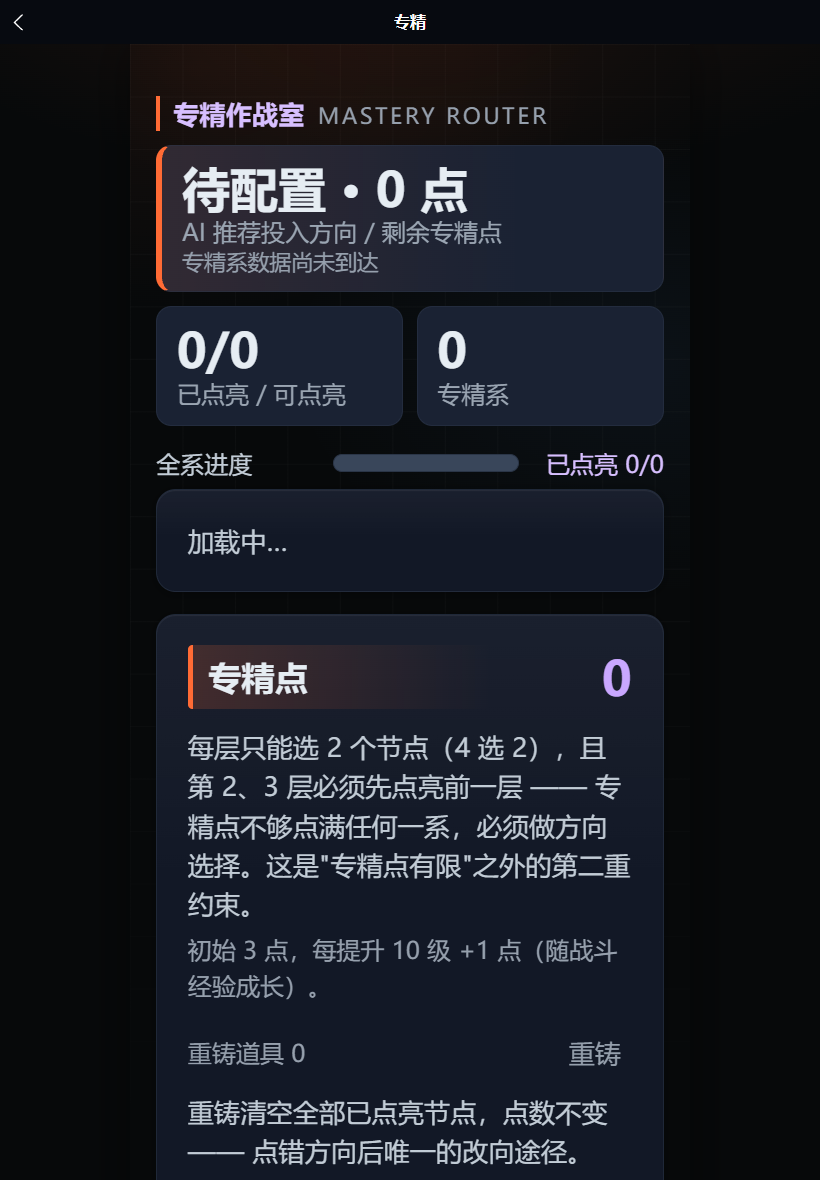 专精
专精作战室 MASTERY ROUTER
待配置 · 0 点
AI 推荐投入方向 / 剩余专精点
专精系数据尚未到达
0/0
已点亮 / 可点亮
0
专精系
全系进度
已点亮 0/0
加载中...
专精点
0
每层只能选 2 个节点（4 选 2），且
第 2、3 层必须先点亮前一层 —— 专
精点不够点满任何一系，必须做方向
选择。这是"专精点有限"之外的第二重
约束。
初始 3 点，每提升 10 级 +1 点（随战斗
经验成长）。
重铸道具 0
重铸
重铸清空全部已点亮节点，点数不变
—— 点错方向后唯一的改向途径。